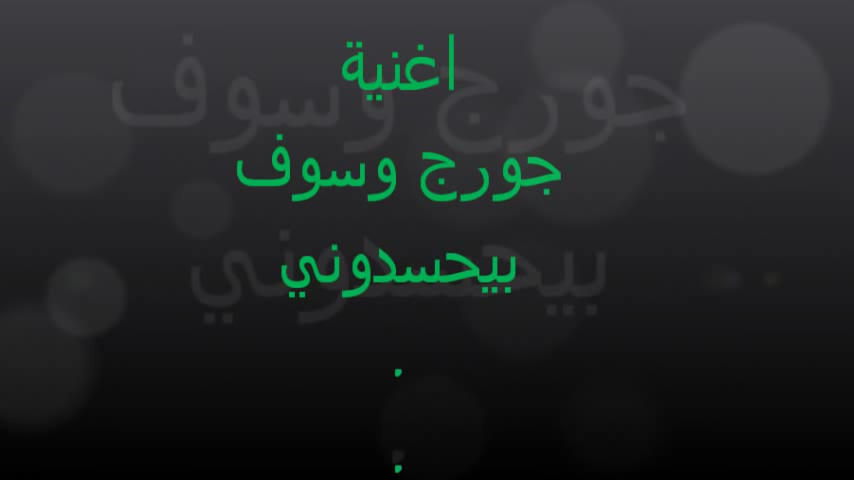 اغنية
جورج وسوف
بيحسدوني
.
.